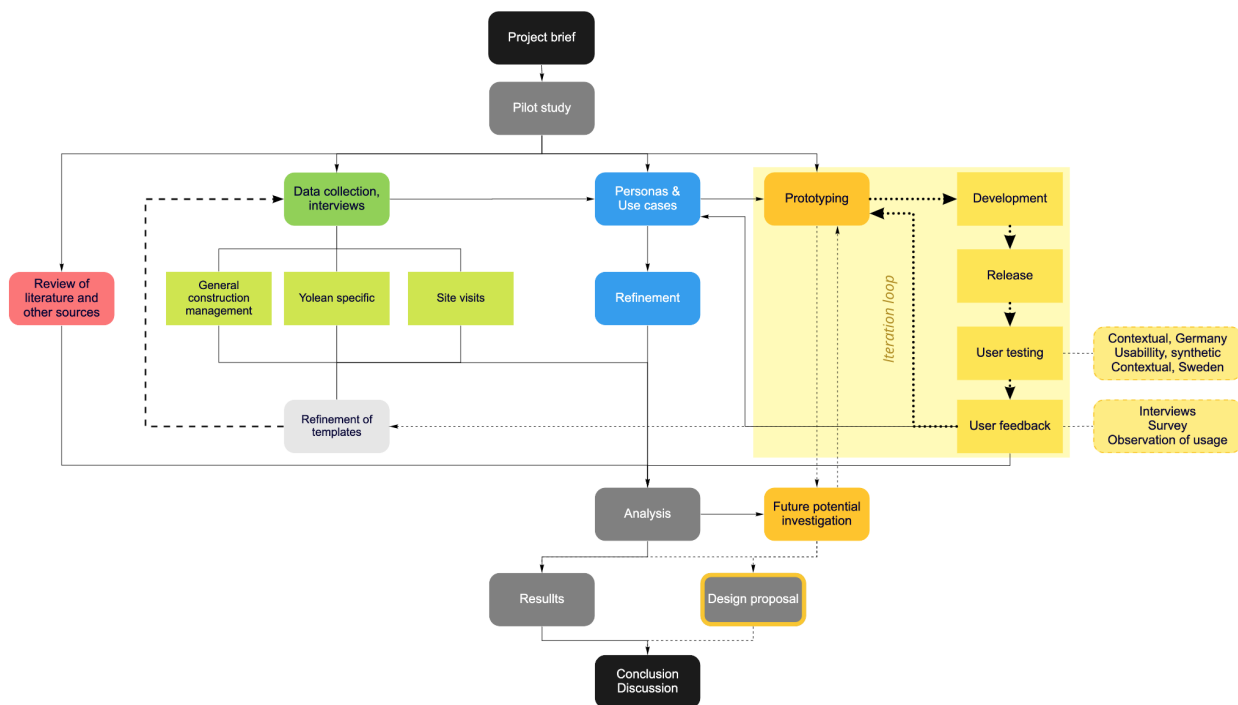 Project brief
Pilot study
Data collection,
interviews
Personas &
Use cases
Prototyping
Development
Review of
literature and
other sources
General
construction
management
Yolean specific
Site visits
Refinement
Iteration loop
Release
User testing
Contextual, Germany
Usabillity, synthetic
Contextual, Sweden
Refinement of
templates
User feedback
Interviews
Survey
Observation of usage
Analysis
Future potential
investigation
Resullts
Design proposal
Conclusion
Discussion